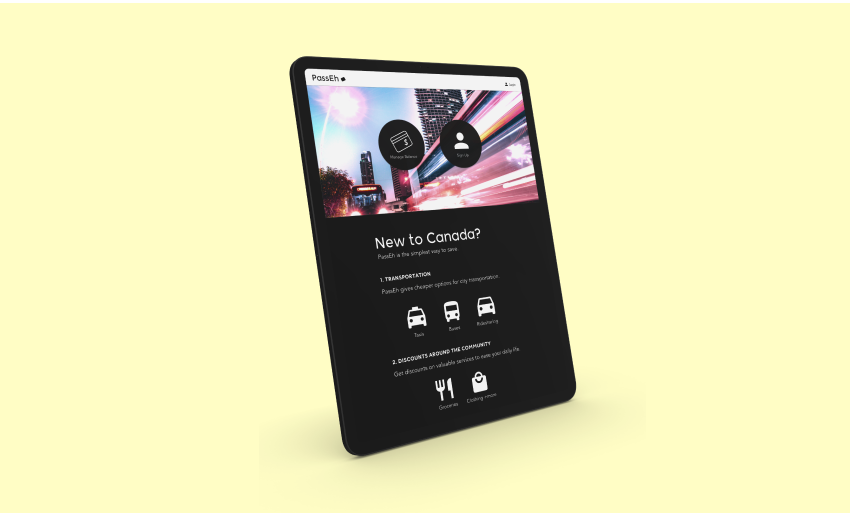 PassEh
Manage Balance
Sign Up
New to Canada?
PassEh is the simplest way to save
1. TRANSPORTATION
PassEh gives cheaper options for city transportation
Taxis
Buses
Ridesharing
2. DISCOUNTS AROUND THE COMMUNITY
Get discounts on valuable services to ease your daily life
Groceries
Clothing +more